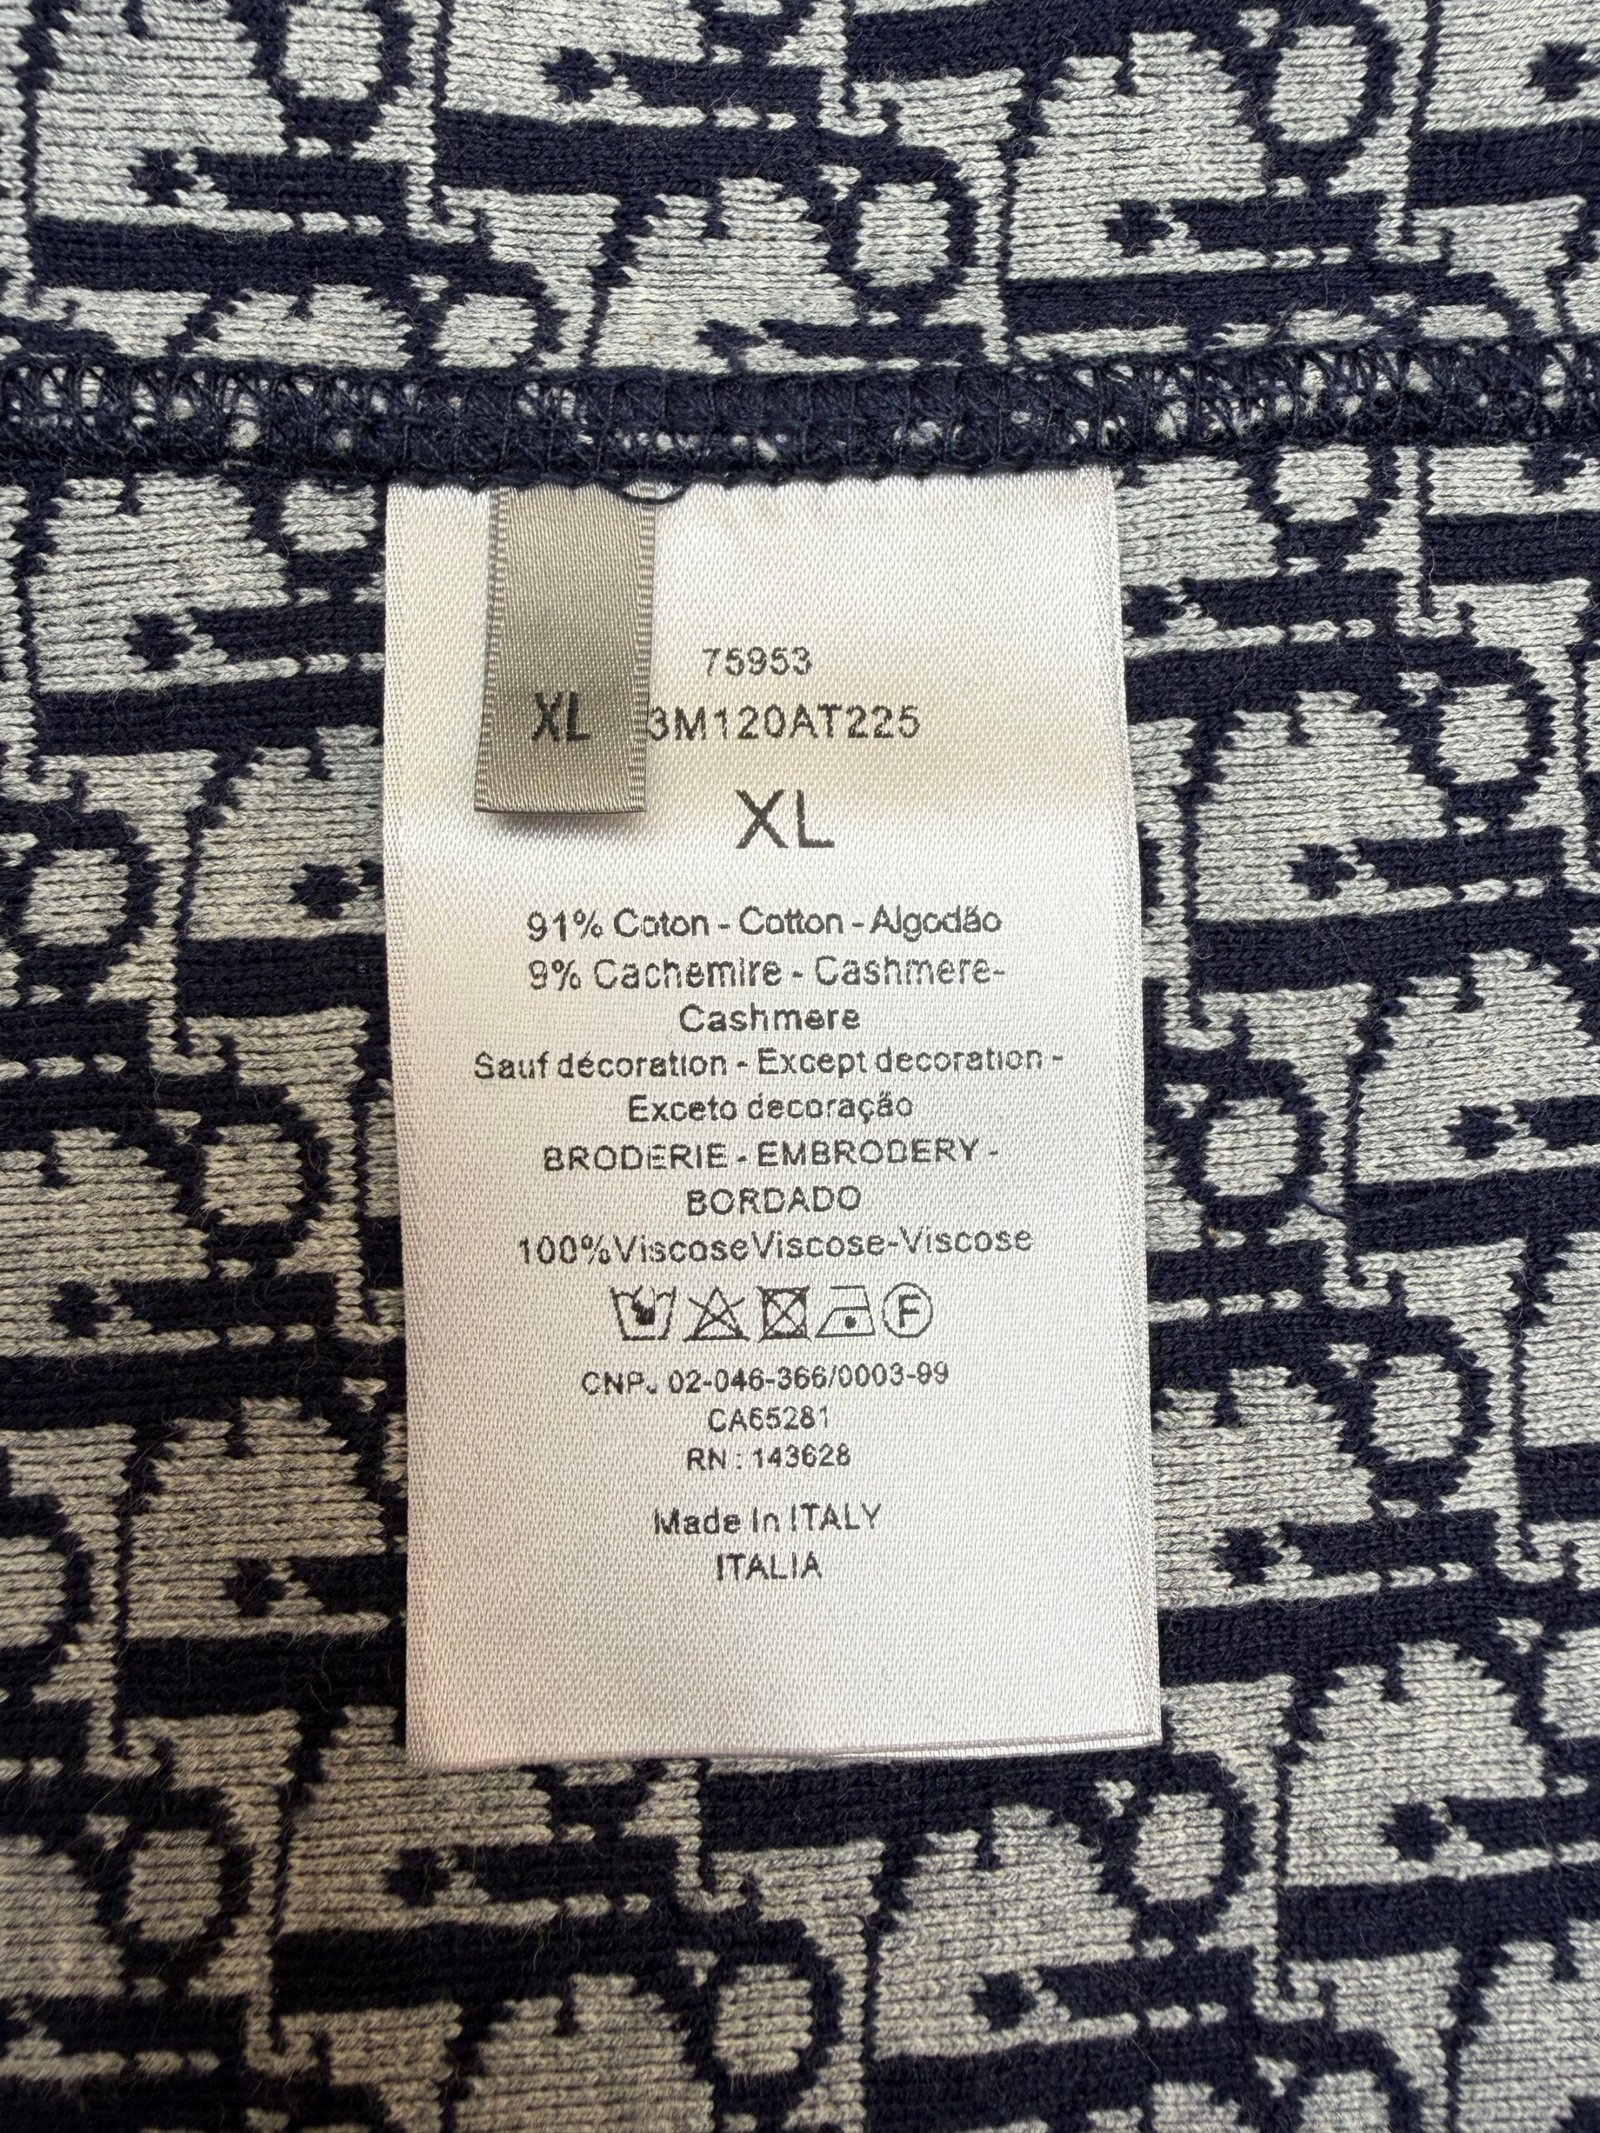 75953
XL 3M120AT225
XL
91% Coton - Cotton - Algodão
9% Cachemire - Cashmere-
Cashmere
Sauf décoration - Except decoration -
Exceto decoração
BRODERIE - EMBRODERY -
BORDADO
100%ViscoseViscose-Viscose
F
CNPJ 02-046-366/0003-99
CA65281
RN : 143628
Made In ITALY
ITALIA